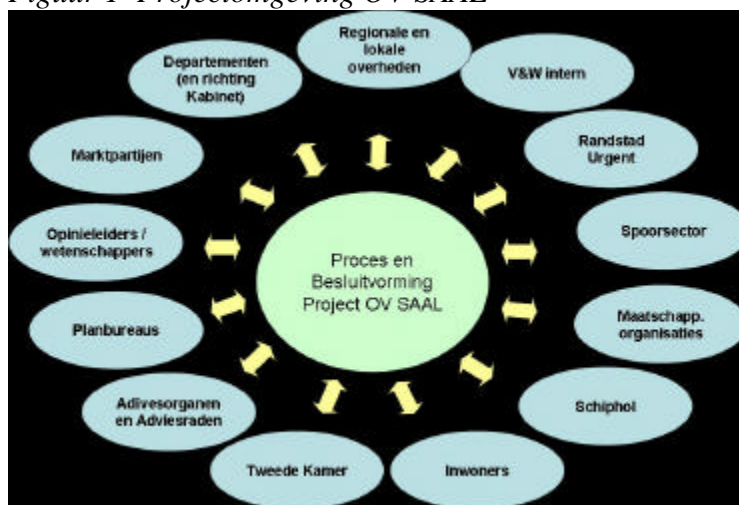 Figuur 1 Projectomgeving OV SAAL
Regionale en
lokale
overheden
Departementen
(en richting
Kabinet)
V&W intern
Marktpartijen
Randstad
Urgent
Opinieleiders /
wetenschappers
Spoorsector
Proces en
Besluitvorming
Project OV SAAL
Planbureaus
Maatschapp.
organisaties
Adivesorganen
en Adviesraden
Schiphol
Tweede Kamer
Inwoners